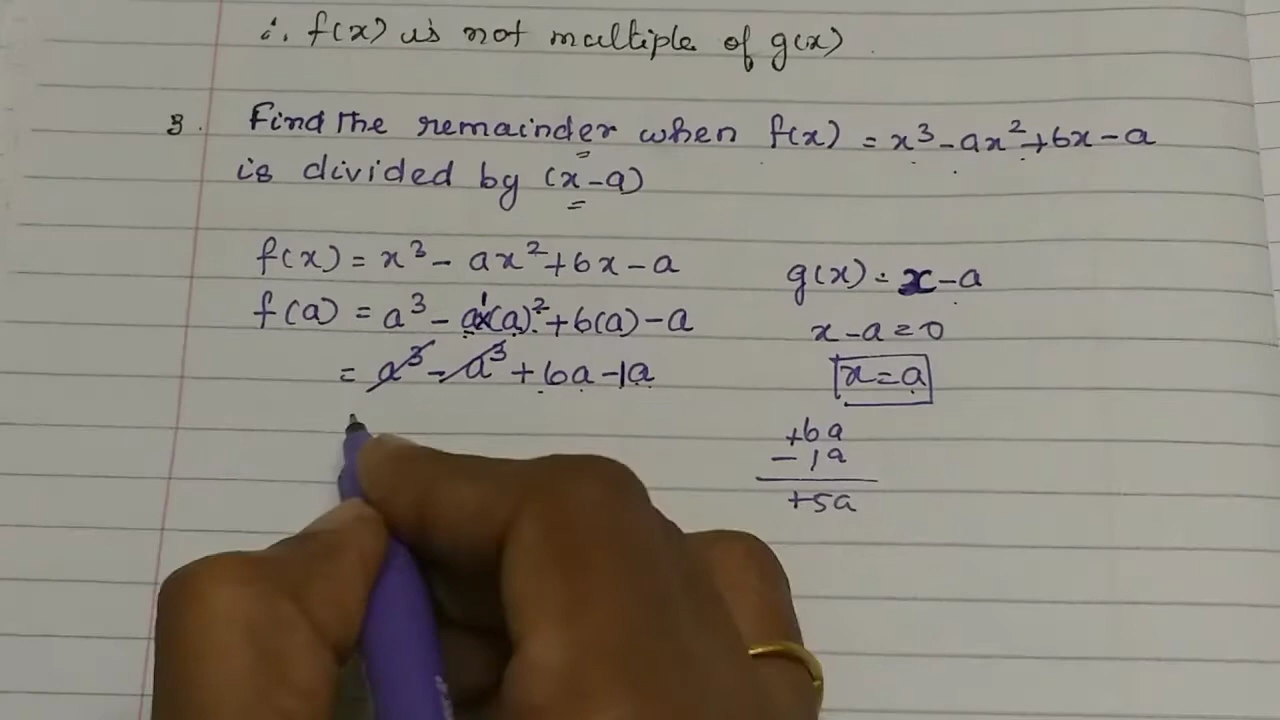 ∴ f(x) is not multiple of g(x)
3. Find the remainder when f(x) = x³ - ax² + 6x - a
is divided by (x - a)
f(x) = x³ - ax² + 6x - a
f(a) = a³ - a¹x(a)² + 6(a) - a
= a³ - a³ + 6a - 1a
g(x) = x - a
x - a = 0
x = a
+6a
- 1a
+5a